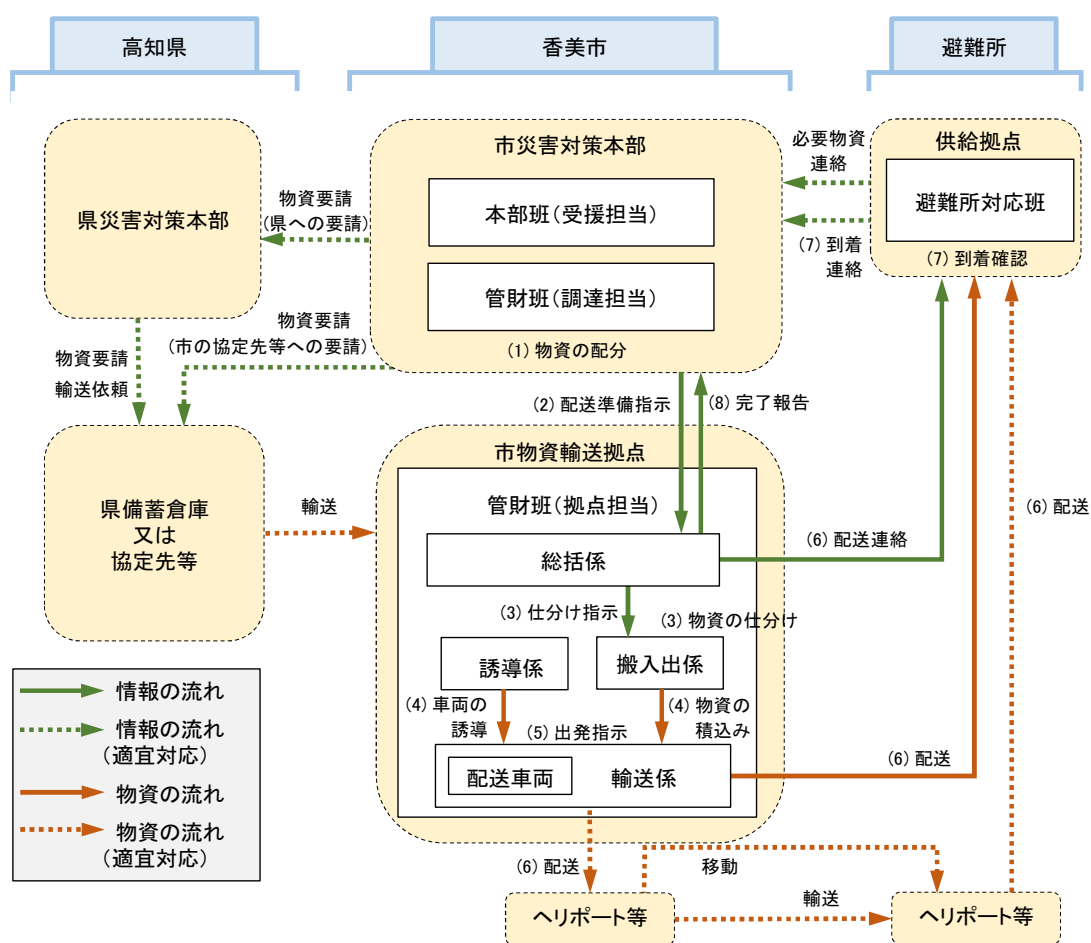 高知県
香美市
避難所
県災害対策本部
物資要請
(県への要請)
市災害対策本部
本部班(受援担当)
管財班(調達担当)
(1) 物資の配分
必要物資
連絡
(7) 到着
連絡
供給拠点
避難所対応班
(7) 到着確認
物資要請
輸送依頼
物資要請
(市の協定先等への要請)
(2) 配送準備指示
(8) 完了報告
県備蓄倉庫
又は
協定先等
輸送
市物資輸送拠点
管財班(拠点担当)
総括係
(6) 配送連絡
(6) 配送
(3) 仕分け指示
(3) 物資の仕分け
誘導係
搬入出係
(4) 車両の
誘導
(4) 物資の
積込み
(5) 出発指示
配送車両
輸送係
(6) 配送
(6) 配送
移動
ヘリポート等
輸送
ヘリポート等
情報の流れ
情報の流れ
(適宜対応)
物資の流れ
物資の流れ
(適宜対応)